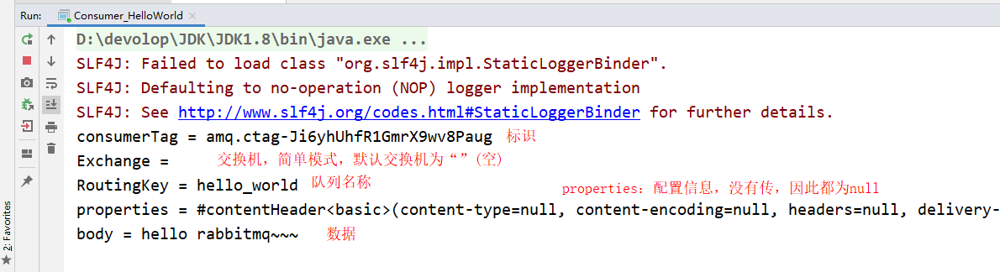 Run: Consumer_HelloWorld ×
D:\devolop\JDK\JDK1.8\bin\java.exe ...
SLF4J: Failed to load class "org.slf4j.impl.StaticLoggerBinder".
SLF4J: Defaulting to no-operation (NOP) logger implementation
SLF4J: See http://www.slf4j.org/codes.html#StaticLoggerBinder for further details.
consumerTag = amq.ctag-Ji6yhUhfR1GmrX9wv8Paug 标识
Exchange = 交换机，简单模式，默认交换机为“”(空)
RoutingKey = hello_world 队列名称
properties：配置信息，没有传，因此都为null
properties = #contentHeader<basic>(content-type=null, content-encoding=null, headers=null, delivery-
body = hello rabbitmq~~~ 数据
2: Favorites